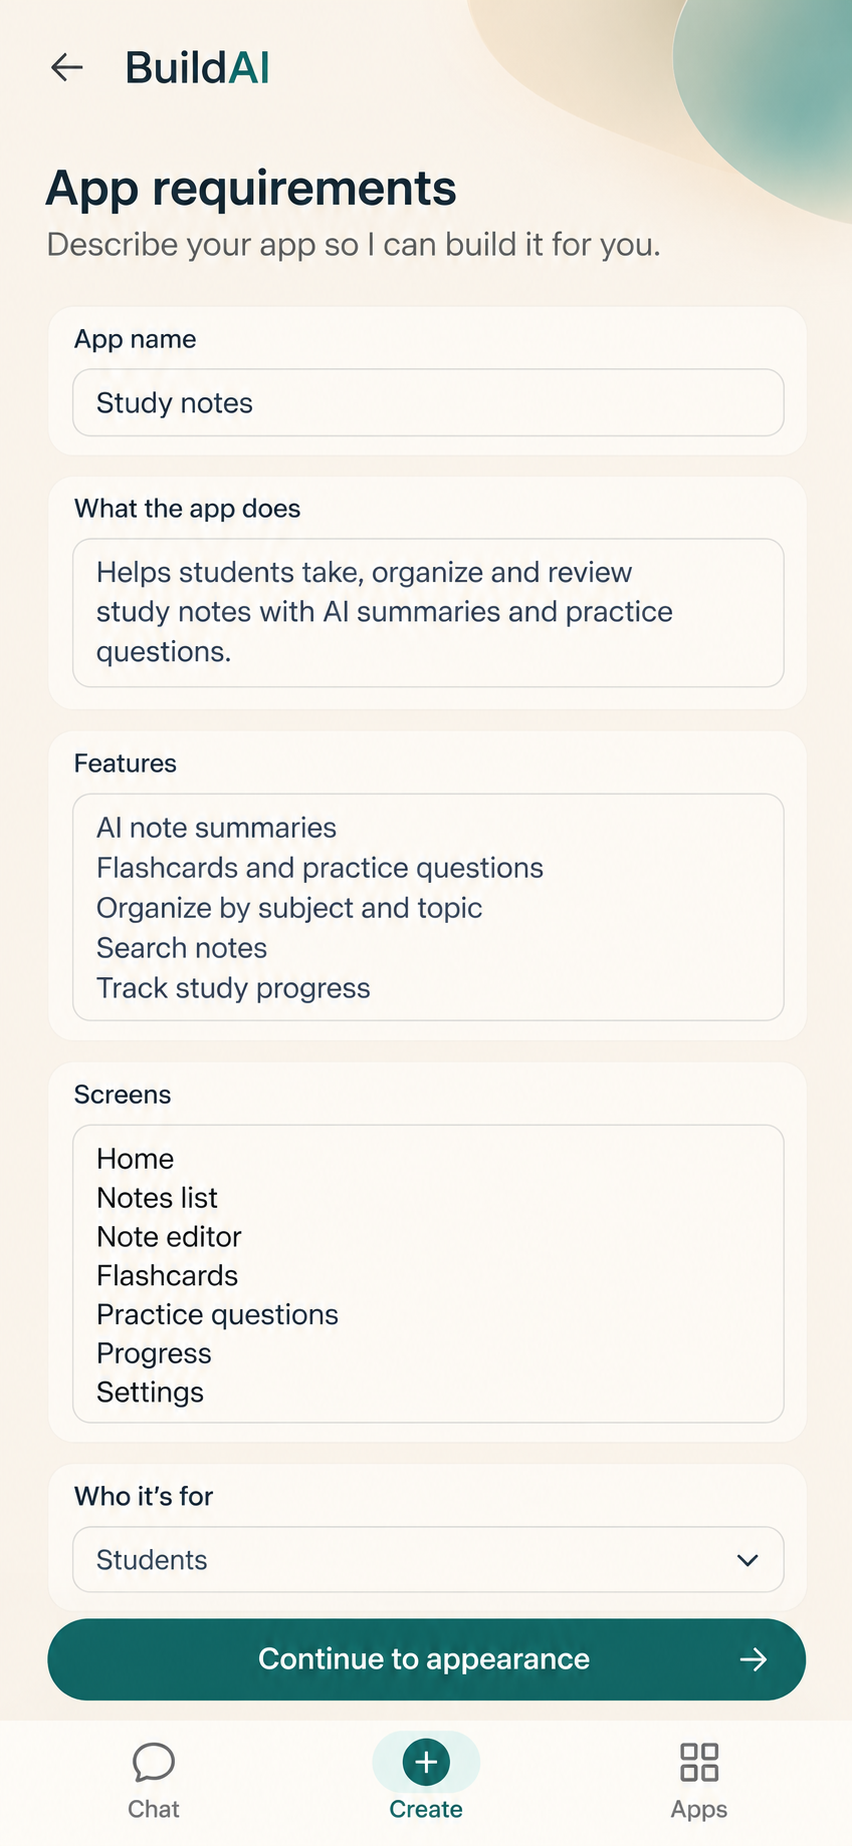 BuildAI
App requirements
Describe your app so I can build it for you.
App name
Study notes
What the app does
Helps students take, organize and review
study notes with AI summaries and practice
questions.
Features
AI note summaries
Flashcards and practice questions
Organize by subject and topic
Search notes
Track study progress
Screens
Home
Notes list
Note editor
Flashcards
Practice questions
Progress
Settings
Who it’s for
Students
Continue to appearance
Chat
Create
Apps